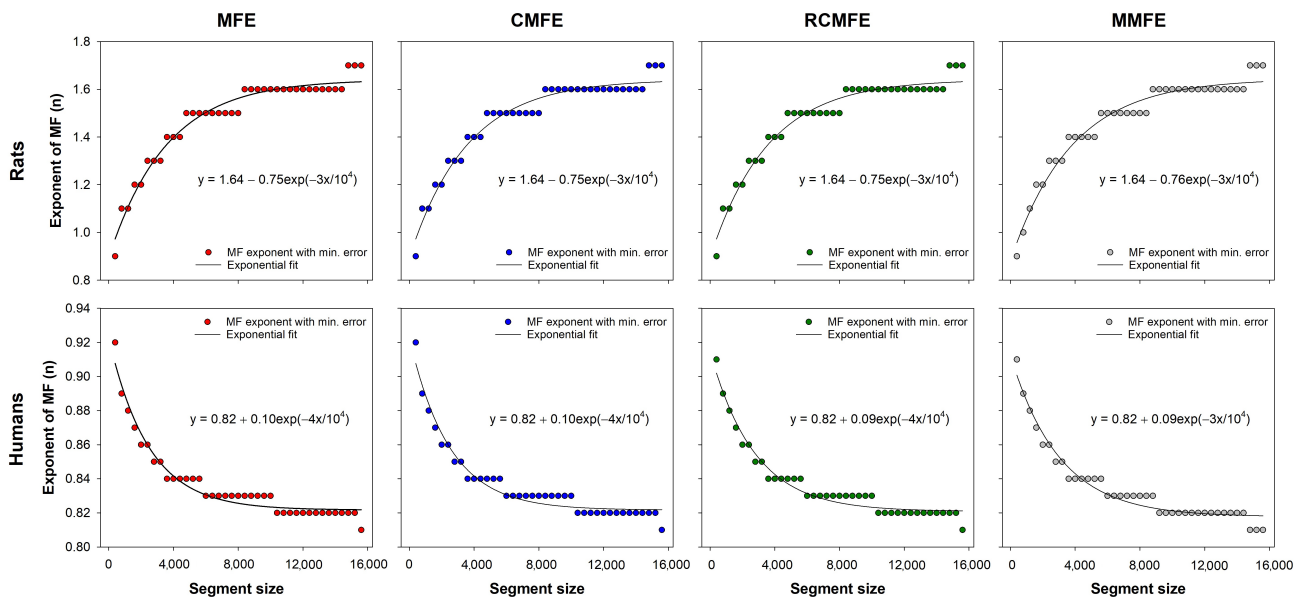 MFE CMFE RCMFE MMFE
Rats
Exponent of MF (n)
1.8
1.6
1.4
1.2
1.0
0.8
y = 1.64 – 0.75exp(–3x/10⁴)
MF exponent with min. error
Exponential fit
y = 1.64 – 0.75exp(–3x/10⁴)
MF exponent with min. error
Exponential fit
y = 1.64 – 0.75exp(–3x/10⁴)
MF exponent with min. error
Exponential fit
y = 1.64 – 0.76exp(–3x/10⁴)
MF exponent with min. error
Exponential fit
Humans
Exponent of MF (n)
0.94
0.92
0.90
0.88
0.86
0.84
0.82
0.80
MF exponent with min. error
Exponential fit
y = 0.82 + 0.10exp(–4x/10⁴)
0 4,000 8,000 12,000 16,000
Segment size
MF exponent with min. error
Exponential fit
y = 0.82 + 0.10exp(–4x/10⁴)
0 4,000 8,000 12,000 16,000
Segment size
MF exponent with min. error
Exponential fit
y = 0.82 + 0.09exp(–4x/10⁴)
0 4,000 8,000 12,000 16,000
Segment size
MF exponent with min. error
Exponential fit
y = 0.82 + 0.09exp(–3x/10⁴)
0 4,000 8,000 12,000 16,000
Segment size